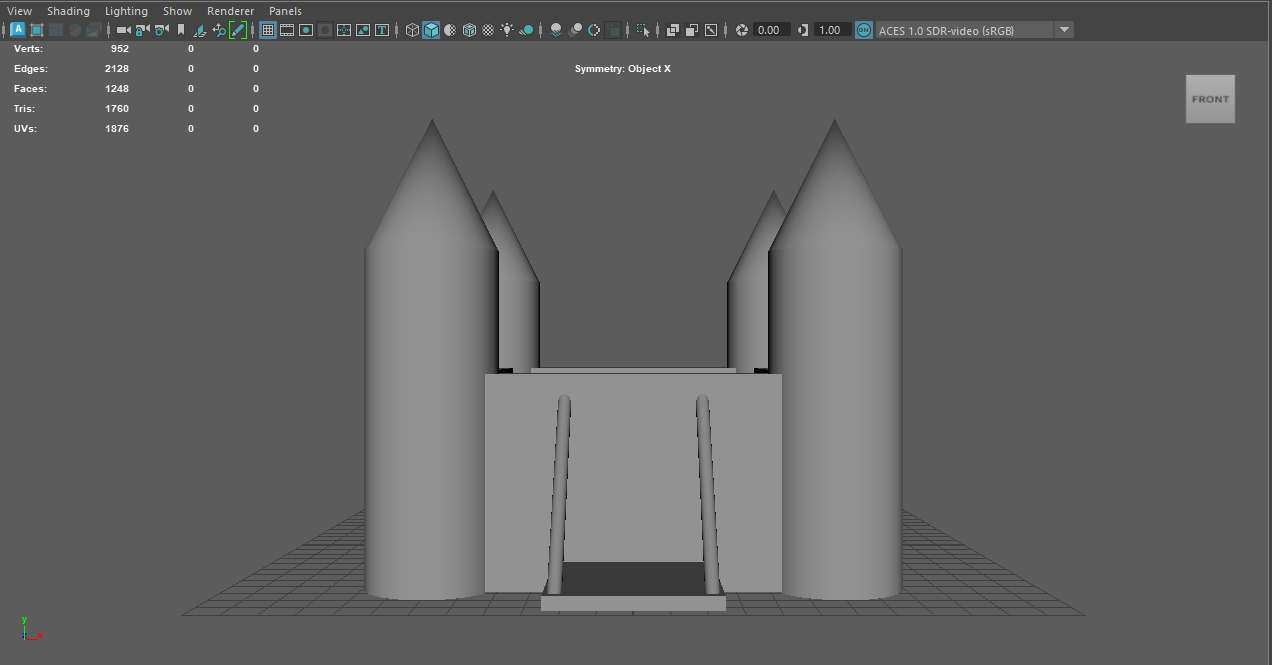 View Shading Lighting Show Renderer Panels
A T 0.00 1.00 ON ACES 1.0 SDR-video (sRGB)
Verts: 952 0 0
Edges: 2128 0 0
Symmetry: Object X
Faces: 1248 0 0
FRONT
Tris: 1760 0 0
UVs: 1876 0 0
y
x